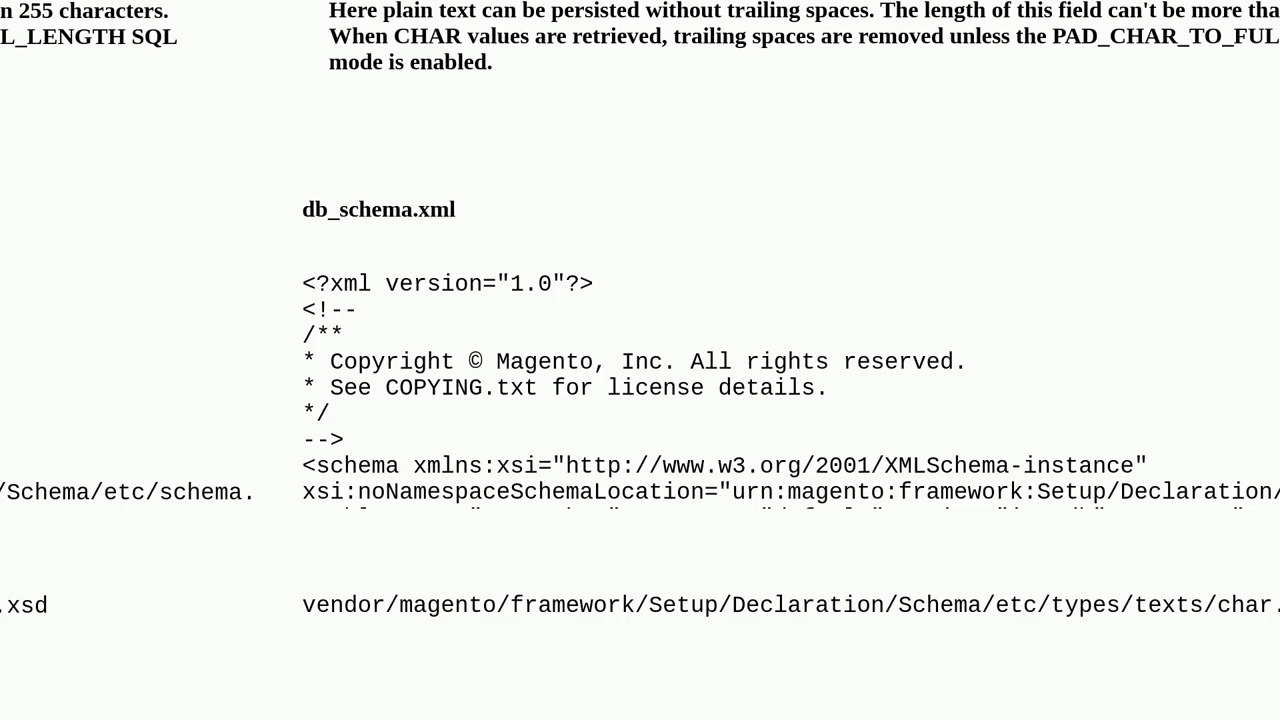 n 255 characters.
L_LENGTH SQL
Here plain text can be persisted without trailing spaces. The length of this field can't be more tha
When CHAR values are retrieved, trailing spaces are removed unless the PAD_CHAR_TO_FUL
mode is enabled.
db_schema.xml
<?xml version="1.0"?>
<!--
/**
* Copyright © Magento, Inc. All rights reserved.
* See COPYING.txt for license details.
*/
-->
<schema xmlns:xsi="http://www.w3.org/2001/XMLSchema-instance"
/Schema/etc/schema.
xsi:noNamespaceSchemaLocation="urn:magento:framework:Setup/Declaration/
.xsd
vendor/magento/framework/Setup/Declaration/Schema/etc/types/texts/char.